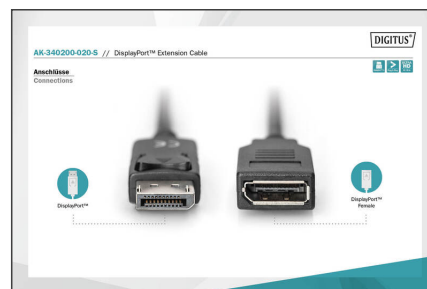 DIGITUS®
AK-340200-020-S // DisplayPort™ Extension Cable
Anschlüsse
Connections
DisplayPort™
DisplayPort™
Female